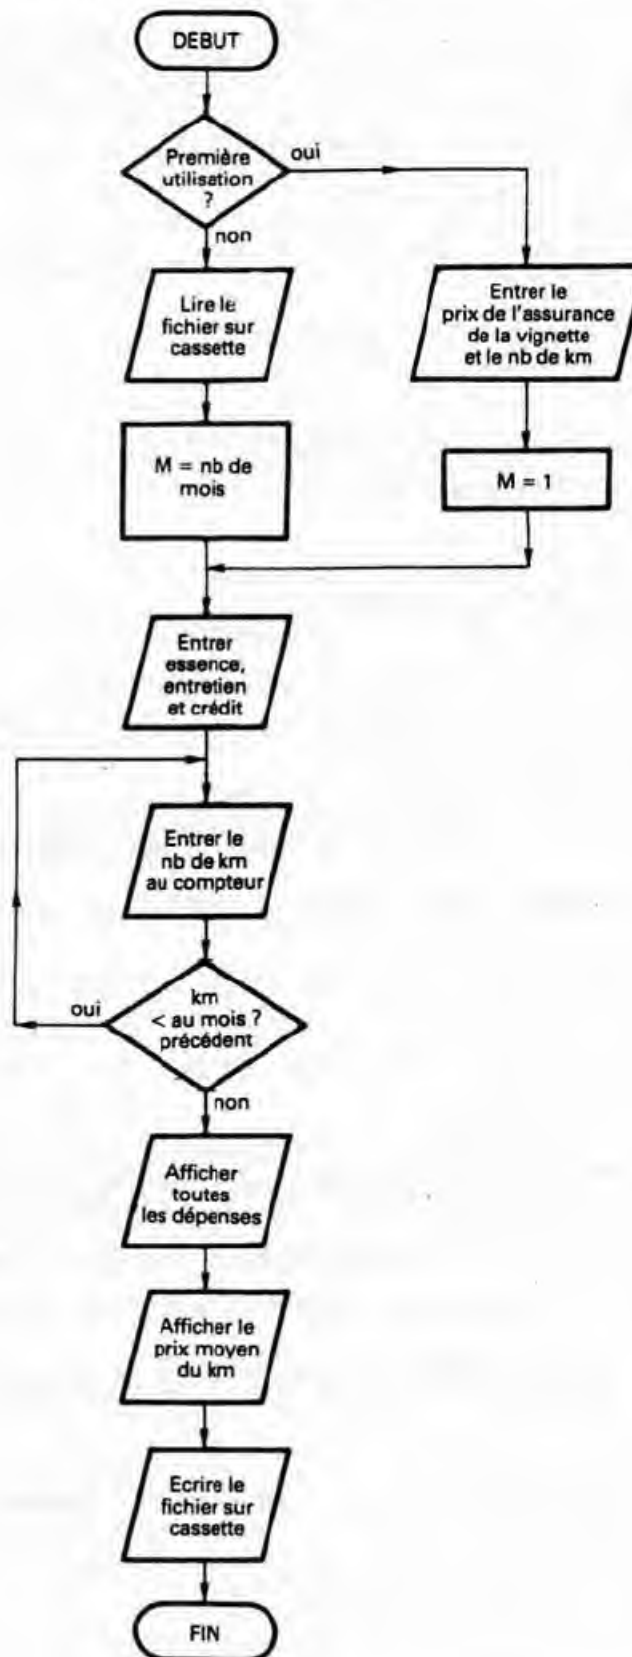 DEBUT
Première
utilisation
?
oui
non
Lire le
fichier sur
cassette
Entrer le
prix de l'assurance
de la vignette
et le nb de km
M = nb de
mois
M = 1
Entrer
essence,
entretien
et crédit
Entrer le
nb de km
au compteur
km
< au mois ?
précédent
oui
non
Afficher
toutes
les dépenses
Afficher le
prix moyen
du km
Ecrire le
fichier sur
cassette
FIN